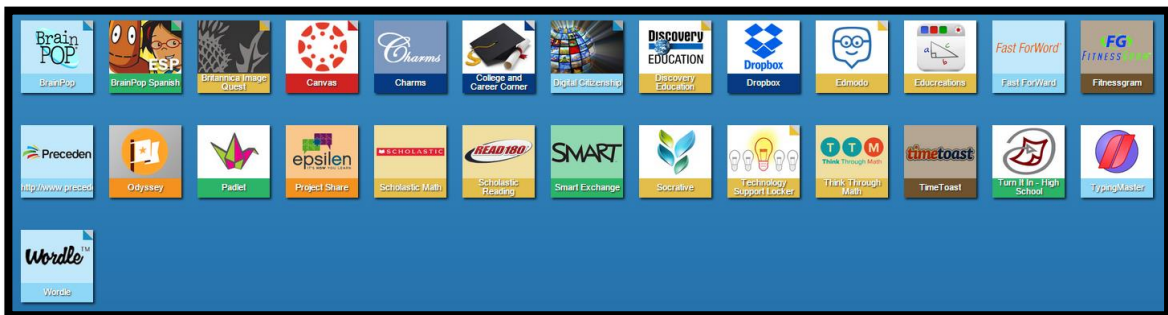 Brain
POP
BrainPop
ESP
BrainPop Spanish
Britannica Image
Quest
Canvas
Charms
Charms
College and
Career Corner
Digital Citizenship
Discovery
EDUCATION
Discovery
Education
Dropbox
Dropbox
Edmodo
a
c
b
Educreations
Fast ForWord
Fast ForWard
FG
FITNESSGRAM
Fitnessgram
Preceden
http://www.preced
Odyssey
Padlet
epsilen
Project Share
SCHOLASTIC
Scholastic Math
READ180
Scholastic
Reading
SMART
Smart Exchange
Socrative
Technology
Support Locker
T T M
Think Through Math
Think Through
Math
timetoast
TimeToast
Turn It In - High
School
TypingMaster
Wordle™
Wordle